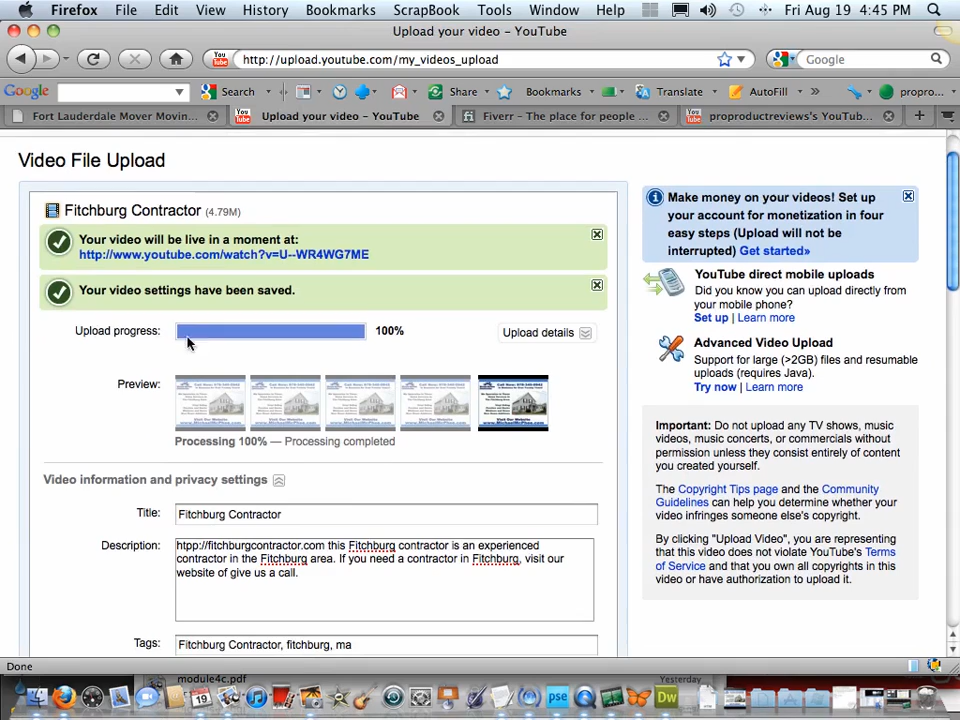 Firefox File Edit View History Bookmarks ScrapBook Tools Window Help Fri Aug 19 4:45 PM
Upload your video – YouTube
http://upload.youtube.com/my_videos_upload Google
Google Search Share Bookmarks Translate AutoFill » propro...
Fort Lauderdale Mover Movin... Upload your video – YouTube Fiverr – The place for people ... proproductreviews's YouTub...
Video File Upload
Fitchburg Contractor (4.79M)
Your video will be live in a moment at:
http://www.youtube.com/watch?v=U--WR4WG7ME
Your video settings have been saved.
Upload progress: 100% Upload details
Preview:
Processing 100% — Processing completed
Video information and privacy settings
Title: Fitchburg Contractor
Description: htpp://fitchburgcontractor.com this Fitchburg contractor is an experienced
contractor in the Fitchburg area. If you need a contractor in Fitchburg, visit our
website of give us a call.
Tags: Fitchburg Contractor, fitchburg, ma
Make money on your videos! Set up
your account for monetization in four
easy steps (Upload will not be
interrupted) Get started»
YouTube direct mobile uploads
Did you know you can upload directly from
your mobile phone?
Set up | Learn more
Advanced Video Upload
Support for large (>2GB) files and resumable
uploads (requires Java).
Try now | Learn more
Important: Do not upload any TV shows, music
videos, music concerts, or commercials without
permission unless they consist entirely of content
you created yourself.
The Copyright Tips page and the Community
Guidelines can help you determine whether your
video infringes someone else's copyright.
By clicking "Upload Video", you are representing
that this video does not violate YouTube's Terms
of Service and that you own all copyrights in this
video or have authorization to upload it.
Done
module4c.pdf Yesterday
pse Dw